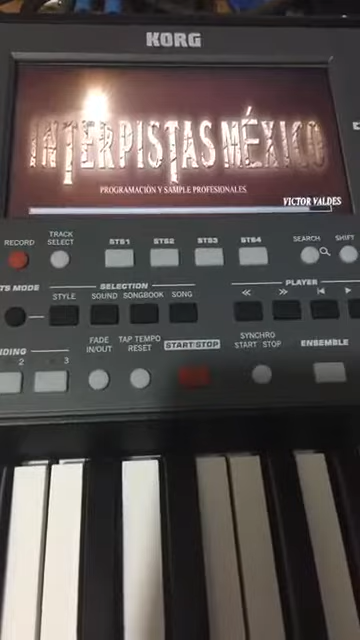 KORG
INTERPISTAS MÉXICO
PROGRAMACIÓN Y SAMPLE PROFESIONALES
VICTOR VALDES
RECORD
TRACK SELECT
STS1 STS2 STS3 STS4
SEARCH SHIFT
TS MODE
SELECTION
STYLE SOUND SONGBOOK SONG
PLAYER
<< >>
FADE IN/OUT
TAP TEMPO RESET
START/STOP
SYNCHRO START STOP
ENSEMBLE
2 3